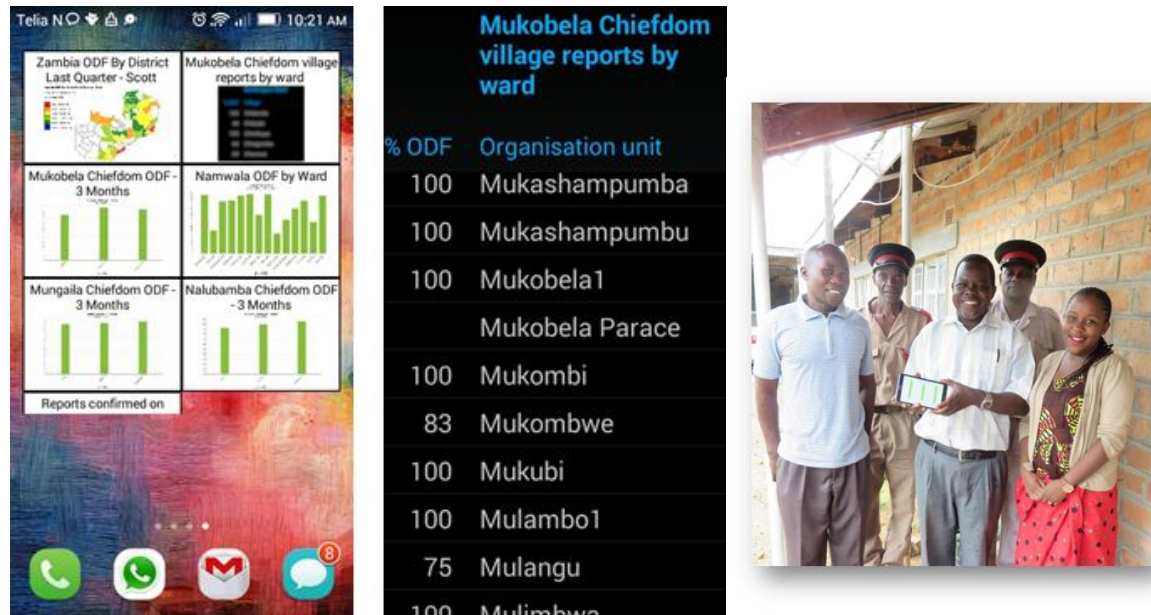 Telia N
10:21 AM
Zambia ODF By District
Last Quarter - Scott
Mukobela Chiefdom village
reports by ward
Mukobela Chiefdom ODF -
3 Months
Namwala ODF by Ward
Mungaila Chiefdom ODF -
3 Months
Nalubamba Chiefdom ODF
- 3 Months
Reports confirmed on
8
Mukobela Chiefdom
village reports by
ward
% ODF Organisation unit
100 Mukashampumba
100 Mukashampumbu
100 Mukobela1
Mukobela Parace
100 Mukombi
83 Mukombwe
100 Mukubi
100 Mulambo1
75 Mulangu
100 Mulimbwa